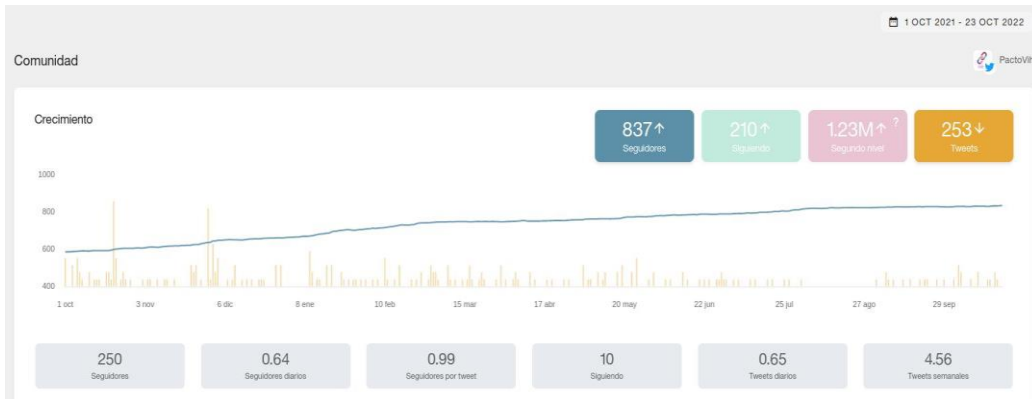 1 OCT 2021 - 23 OCT 2022
Comunidad
PactoVih
Crecimiento
837↑
Seguidores
210↑
Siguiendo
1.23M↑ ?
Segundo nivel
253↓
Tweets
1000
800
600
400
1 oct 3 nov 6 dic 8 ene 10 feb 15 mar 17 abr 20 may 22 jun 25 jul 27 ago 29 sep
250
Seguidores
0.64
Seguidores diarios
0.99
Seguidores por tweet
10
Siguiendo
0.65
Tweets diarios
4.56
Tweets semanales